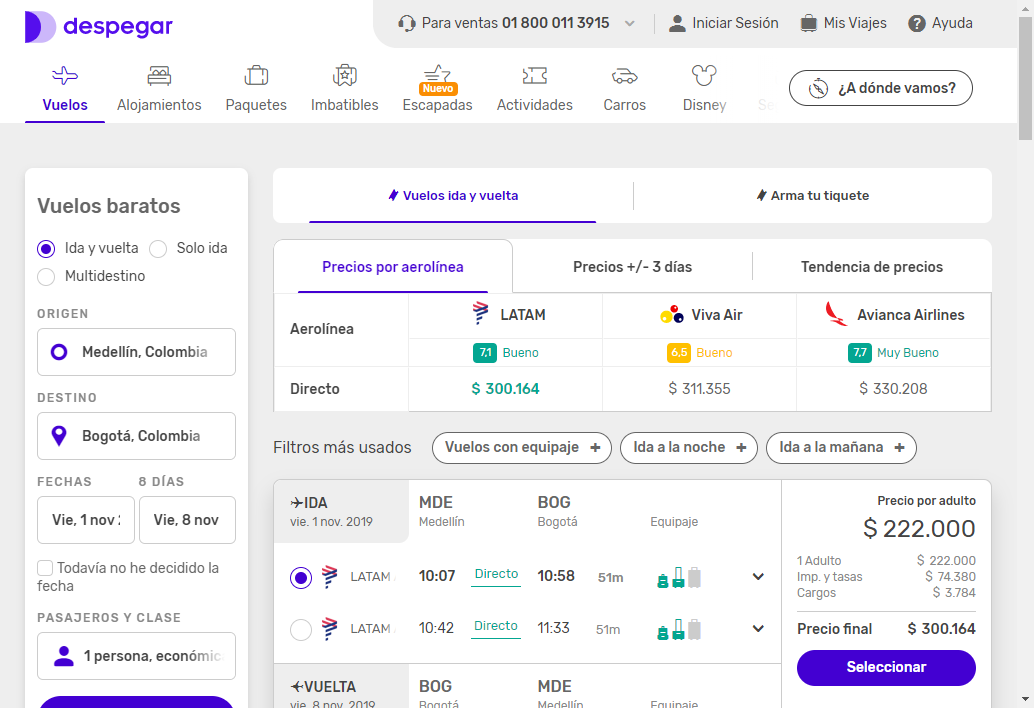 despegar
Para ventas 01 800 011 3915
Iniciar Sesión
Mis Viajes
Ayuda
Vuelos
Alojamientos
Paquetes
Imbatibles
Nuevo
Escapadas
Actividades
Carros
Disney
¿A dónde vamos?
Vuelos baratos
Ida y vuelta
Solo ida
Multidestino
ORIGEN
Medellín, Colombia
DESTINO
Bogotá, Colombia
FECHAS
8 DÍAS
Vie, 1 nov
Vie, 8 nov
Todavía no he decidido la
fecha
PASAJEROS Y CLASE
1 persona, económic
Vuelos ida y vuelta
Arma tu tiquete
Precios por aerolínea
Precios +/- 3 días
Tendencia de precios
Aerolínea
LATAM
Viva Air
Avianca Airlines
7,1 Bueno
6,5 Bueno
7,7 Muy Bueno
Directo
$ 300.164
$ 311.355
$ 330.208
Filtros más usados
Vuelos con equipaje +
Ida a la noche +
Ida a la mañana +
IDA
vie. 1 nov. 2019
MDE
Medellín
BOG
Bogotá
Equipaje
LATAM
10:07
Directo
10:58
51m
LATAM
10:42
Directo
11:33
51m
VUELTA
vie. 8 nov. 2019
BOG
Bogotá
MDE
Medellín
Equipaje
Precio por adulto
$ 222.000
1 Adulto $ 222.000
Imp. y tasas $ 74.380
Cargos $ 3.784
Precio final $ 300.164
Seleccionar